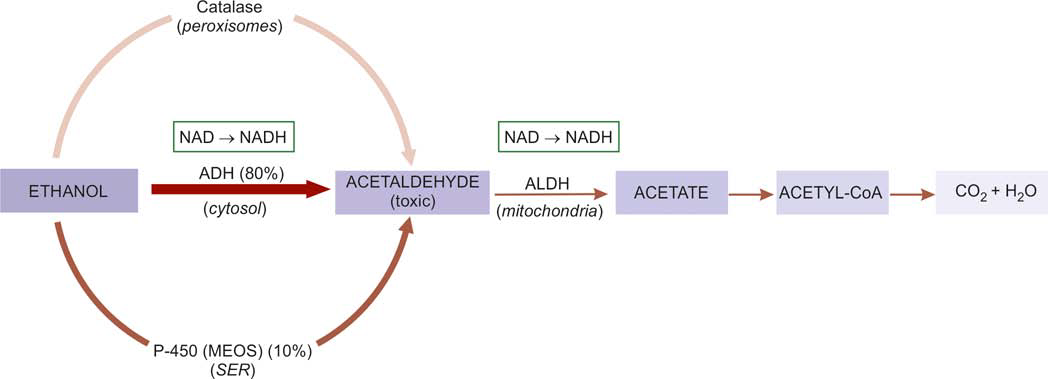 Catalase
(peroxisomes)
NAD → NADH
NAD → NADH
ETHANOL
ADH (80%)
(cytosol)
ACETALDEHYDE
(toxic)
ALDH
(mitochondria)
ACETATE
ACETYL-CoA
CO₂ + H₂O
P-450 (MEOS) (10%)
(SER)